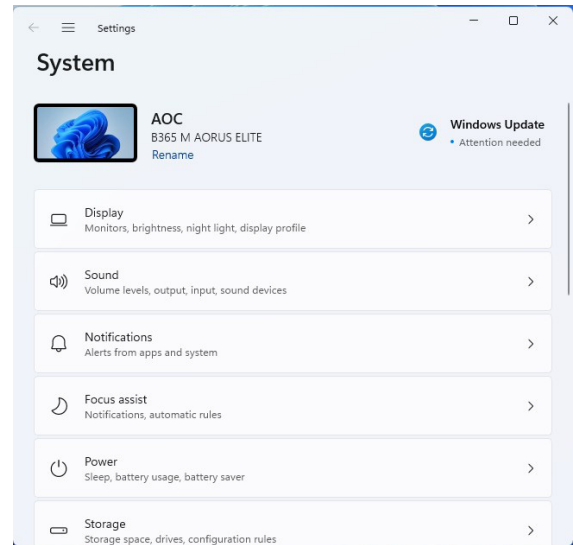 Settings
System
AOC
B365 M AORUS ELITE
Rename
Windows Update
• Attention needed
Display
Monitors, brightness, night light, display profile
Sound
Volume levels, output, input, sound devices
Notifications
Alerts from apps and system
Focus assist
Notifications, automatic rules
Power
Sleep, battery usage, battery saver
Storage
Storage space, drives, configuration rules